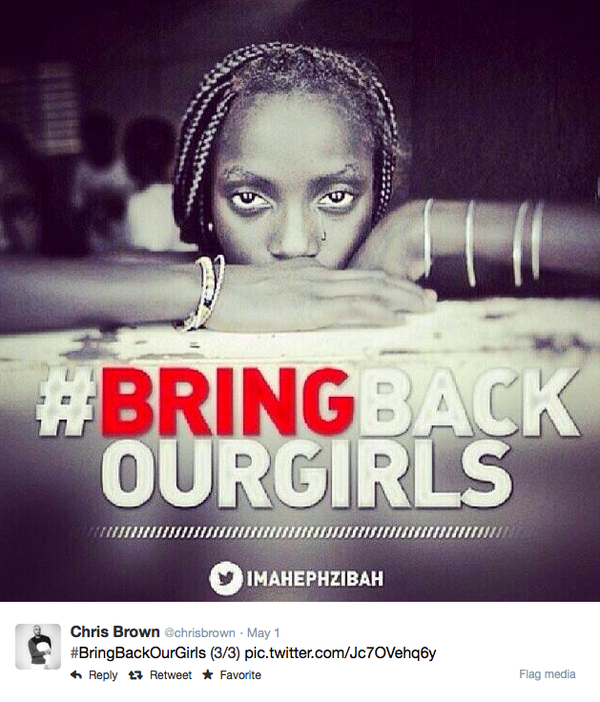 #BRINGBACK
OURGIRLS
IMAHEPHZIBAH
Chris Brown @chrisbrown · May 1
#BringBackOurGirls (3/3) pic.twitter.com/Jc7OVehq6y
Reply Retweet Favorite Flag media